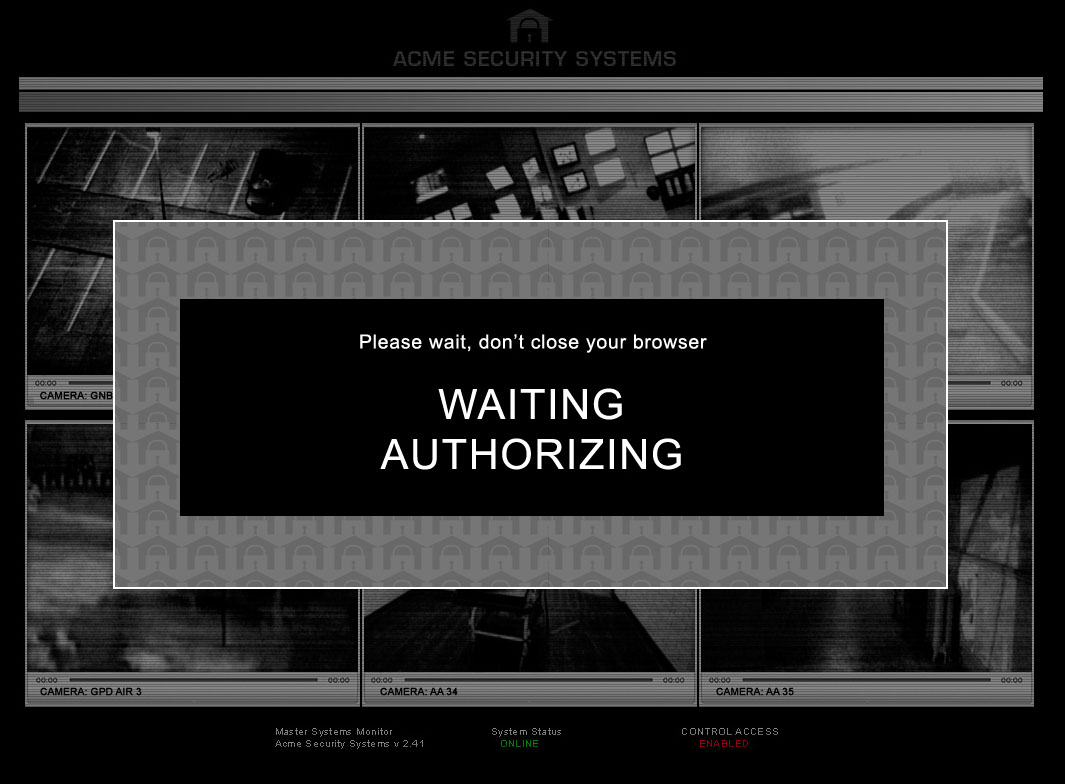 ACME SECURITY SYSTEMS
Please wait, don't close your browser
WAITING
AUTHORIZING
00:00
00:00
CAMERA: GNB
00:00
00:00
00:00
00:00
00:00
00:00
CAMERA: GPD AIR 3
CAMERA: AA 34
CAMERA: AA 35
Master Systems Monitor
System Status
CONTROL ACCESS
Acme Security Systems v 2.41
ONLINE
ENABLED